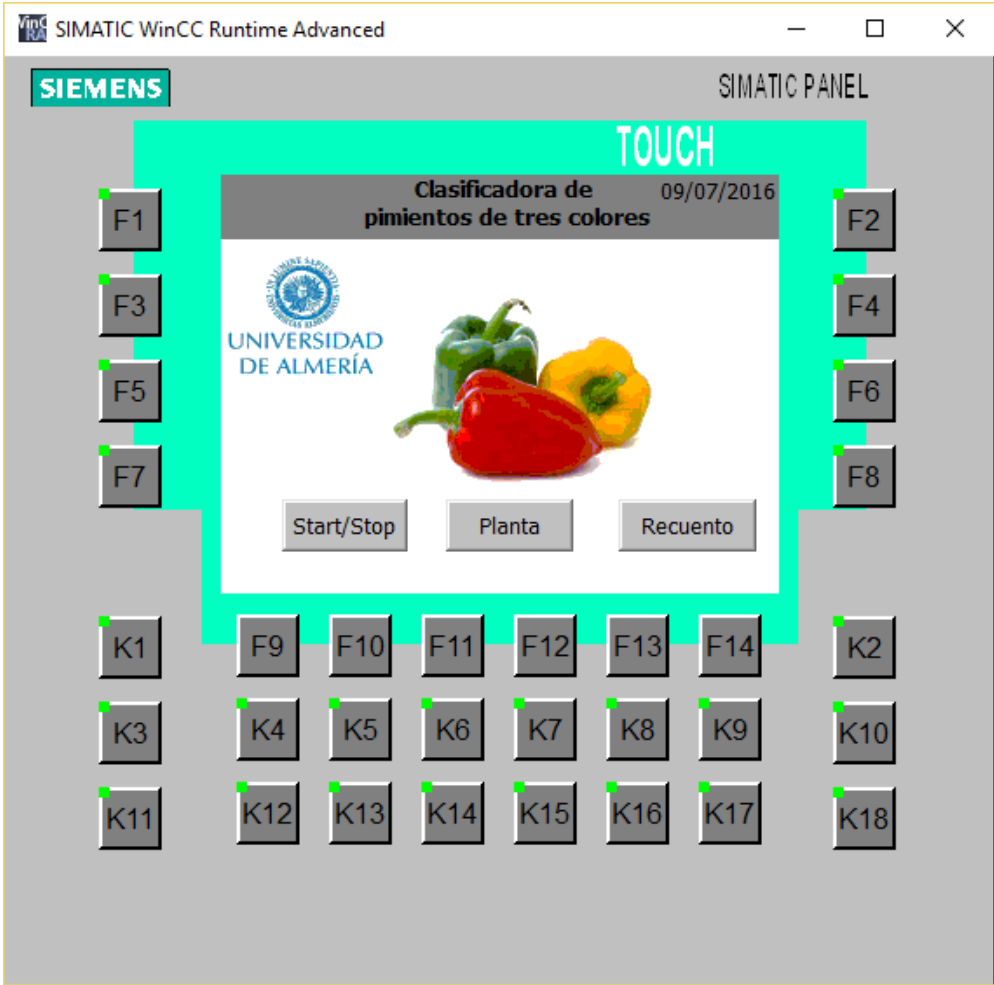 SIMATIC WinCC Runtime Advanced
SIEMENS
SIMATIC PANEL
TOUCH
Clasificadora de
pimientos de tres colores
09/07/2016
UNIVERSIDAD
DE ALMERÍA
Start/Stop
Planta
Recuento
F1
F2
F3
F4
F5
F6
F7
F8
K1
F9
F10
F11
F12
F13
F14
K2
K3
K4
K5
K6
K7
K8
K9
K10
K11
K12
K13
K14
K15
K16
K17
K18